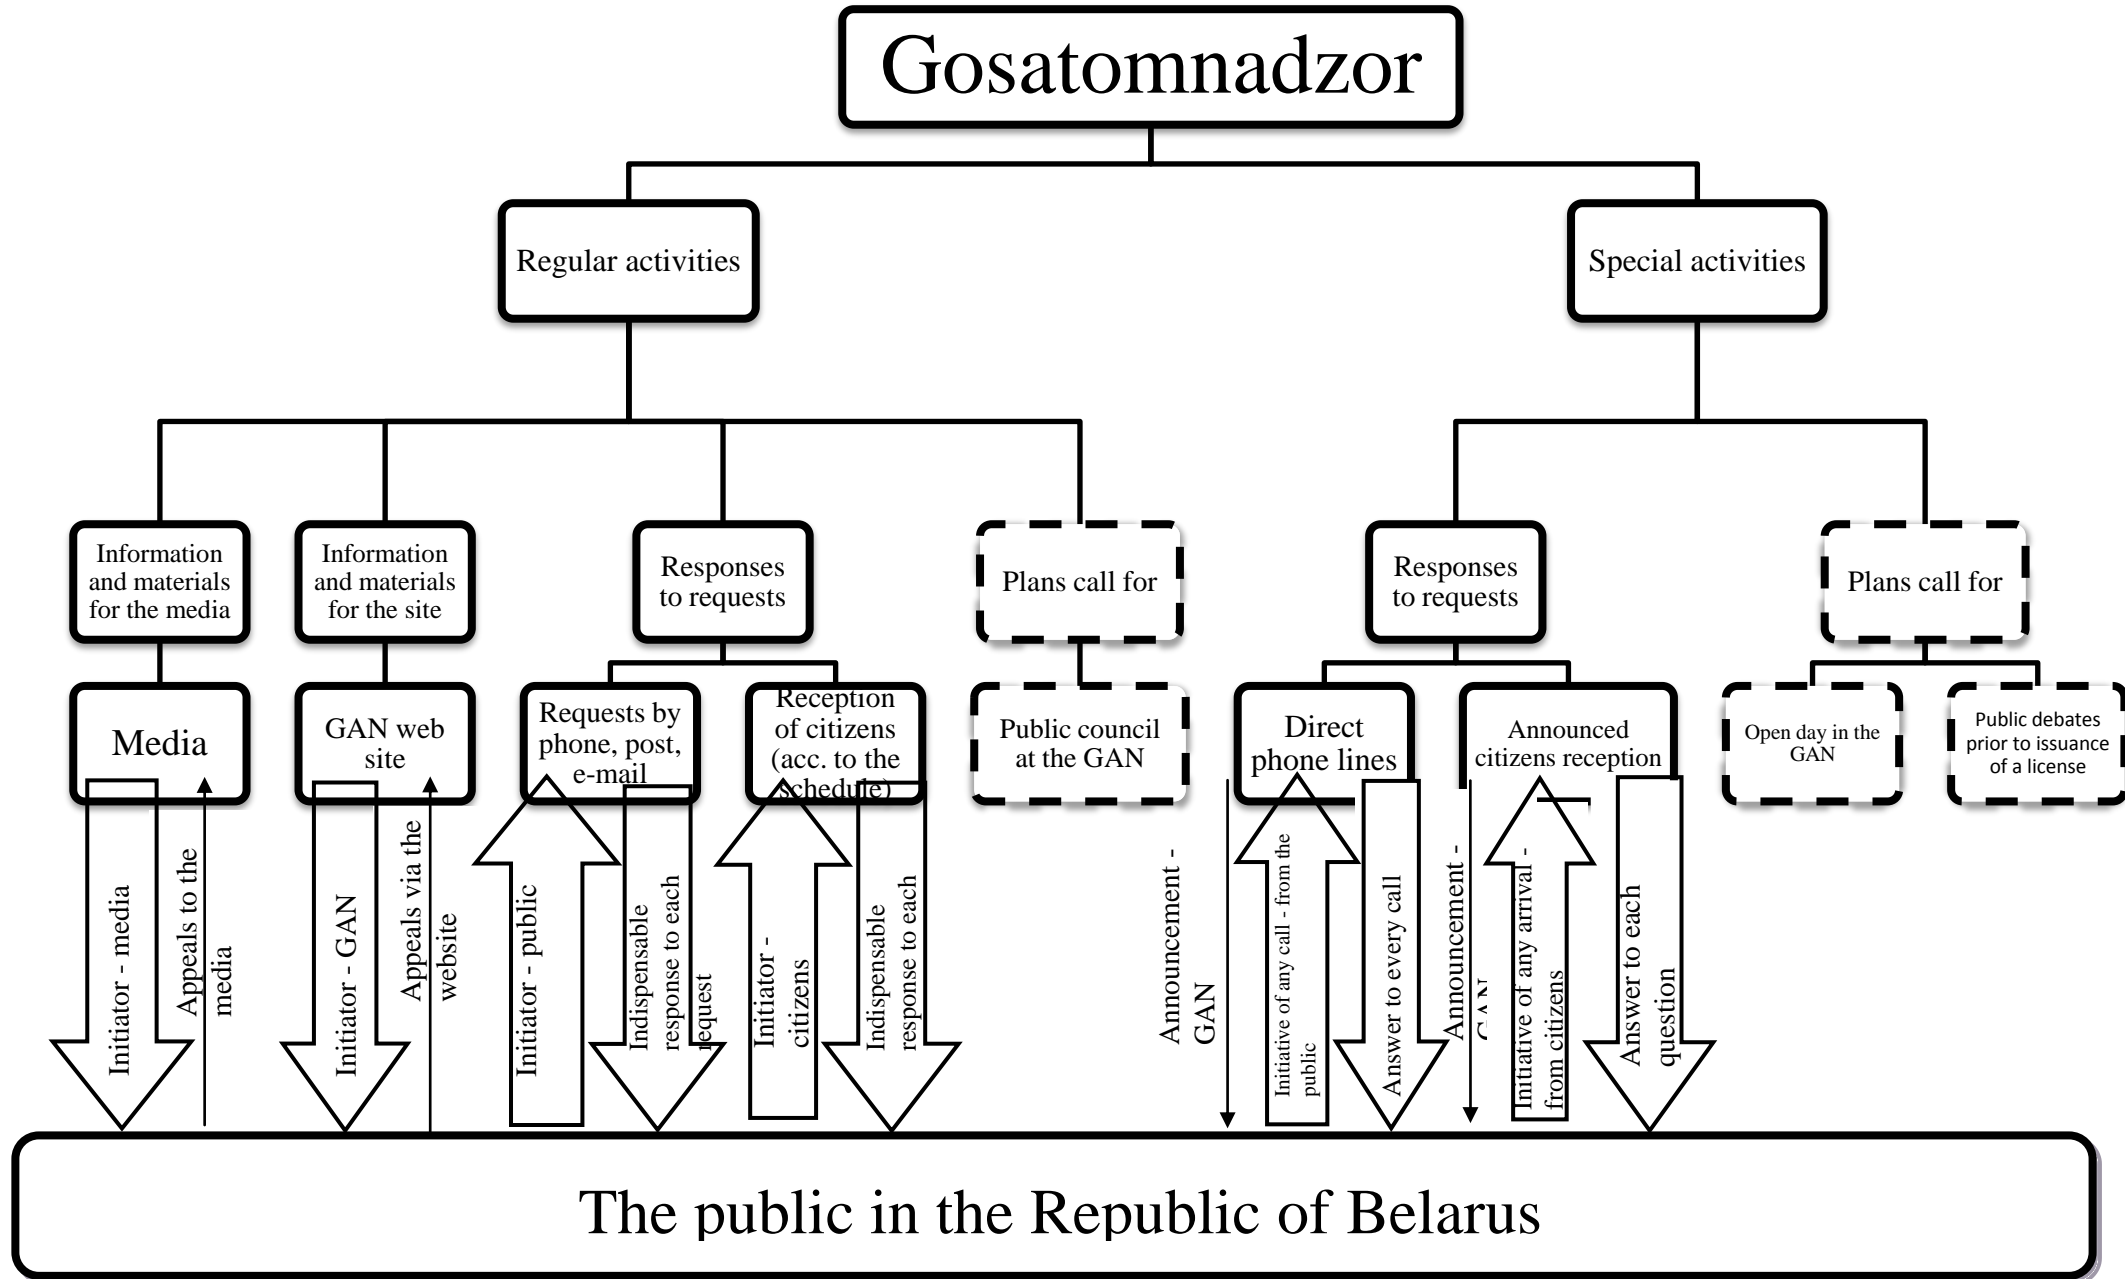 Gosatomnadzor
Regular activities
Special activities
Information
and materials
for the media
Information
and materials
for the site
Responses
to requests
Plans call for
Responses
to requests
Plans call for
Media
GAN web
site
Requests by
phone, post,
e-mail
Reception
of citizens
(acc. to the
schedule)
Public council
at the GAN
Direct
phone lines
Announced
citizens reception
Open day in the
GAN
Public debates
prior to issuance
of a license
Initiator - media
Appeals to the
media
Initiator - GAN
Appeals via the
website
Initiator - public
Indispensable
response to each
request
Initiator -
citizens
Indispensable
response to each
Announcement -
GAN
Initiative of any call - from the
public
Answer to every call
Announcement -
GAN
Initiative of any arrival -
from citizens
Answer to each
question
The public in the Republic of Belarus